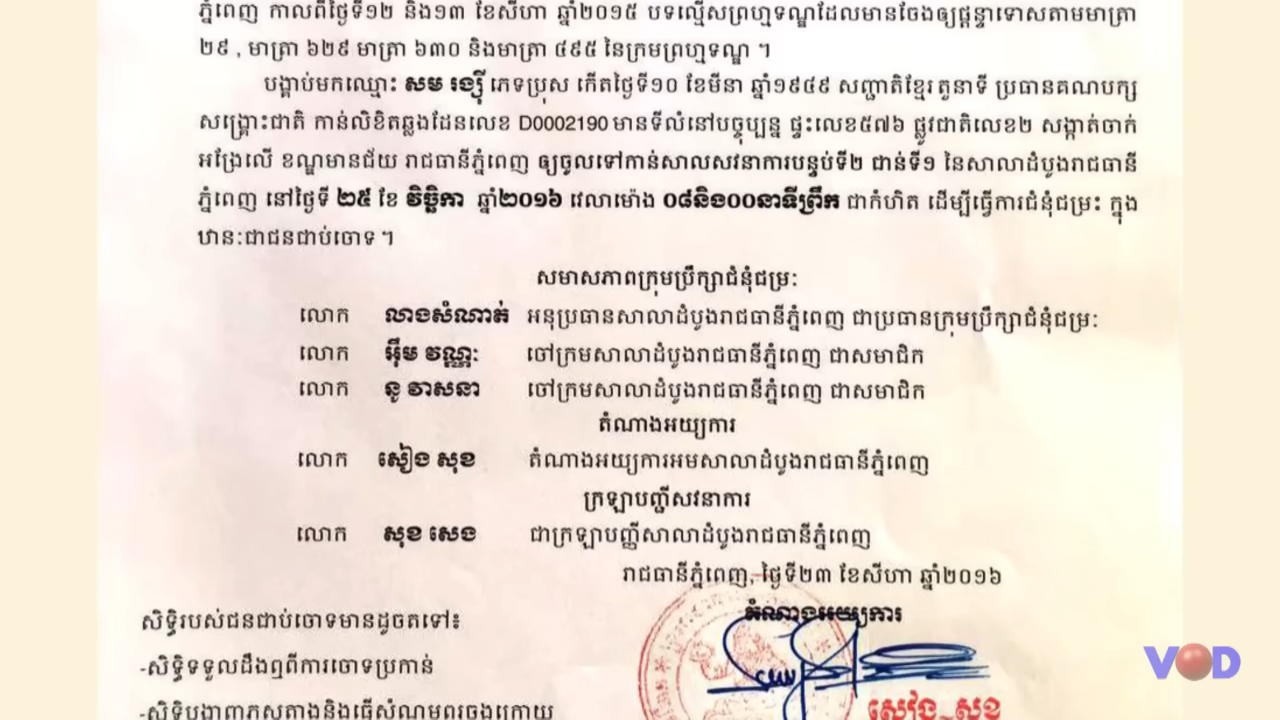 ភ្នំពេញ កាលពីថ្ងៃទី១២ និង១៣ ខែសីហា ឆ្នាំ២០១៥ បទល្មើសព្រហ្មទណ្ឌដែលមានចែងឲ្យផ្ដន្ទាទោសតាមមាត្រា
២៩ , មាត្រា ៦២៩ មាត្រា ៦៣០ និងមាត្រា ៤៩៥ នៃក្រមព្រហ្មទណ្ឌ ។
បង្គាប់មកឈ្មោះ សម រង្ស៊ី ភេទប្រុស កើតថ្ងៃទី១០ ខែមីនា ឆ្នាំ១៩៤៩ សញ្ជាតិខ្មែរ តួនាទី ប្រធានគណបក្ស
សង្គ្រោះជាតិ កាន់លិខិតឆ្លងដែនលេខ D0002190 មានទីលំនៅបច្ចុប្បន្ន ផ្ទះលេខ៥៧៦ ផ្លូវជាតិលេខ២ សង្កាត់ចាក់
អង្រែលើ ខណ្ឌមានជ័យ រាជធានីភ្នំពេញ ឲ្យចូលទៅកាន់សាលសវនាការបន្ទប់ទី២ ជាន់ទី១ នៃសាលាដំបូងរាជធានី
ភ្នំពេញ នៅថ្ងៃទី ២៥ ខែ វិច្ឆិកា ឆ្នាំ២០១៦ វេលាម៉ោង ០៨និង០០នាទីព្រឹក ជាកំហិត ដើម្បីធ្វើការជំនុំជម្រះ ក្នុង
ឋានៈជាជនជាប់ចោទ ។
សមាសភាពក្រុមប្រឹក្សាជំនុំជម្រៈ
លោក លាងសំណាត់ អនុប្រធានសាលាដំបូងរាជធានីភ្នំពេញ ជាប្រធានក្រុមប្រឹក្សាជំនុំជម្រៈ
លោក អ៊ឹម វណ្ណៈ ចៅក្រមសាលាដំបូងរាជធានីភ្នំពេញ ជាសមាជិក
លោក នូ វាសនា ចៅក្រមសាលាដំបូងរាជធានីភ្នំពេញ ជាសមាជិក
តំណាងអយ្យការ
លោក សៀង សុខ តំណាងអយ្យការអមសាលាដំបូងរាជធានីភ្នំពេញ
ក្រឡាបញ្ជីសវនាការ
លោក សុខ សេង ជាក្រឡាបញ្ជីសាលាដំបូងរាជធានីភ្នំពេញ
រាជធានីភ្នំពេញ, ថ្ងៃទី២៣ ខែសីហា ឆ្នាំ២០១៦
តំណាងអយ្យការ
សិទ្ធិរបស់ជនជាប់ចោទមានដូចតទៅ៖
-សិទ្ធិទទួលដឹងឮពីការចោទប្រកាន់
-សិទ្ធិបង្ហាញភស្តុតាងនិងធ្វើសំណូមពរចុងក្រោយ
សៀង សុខ
VOD